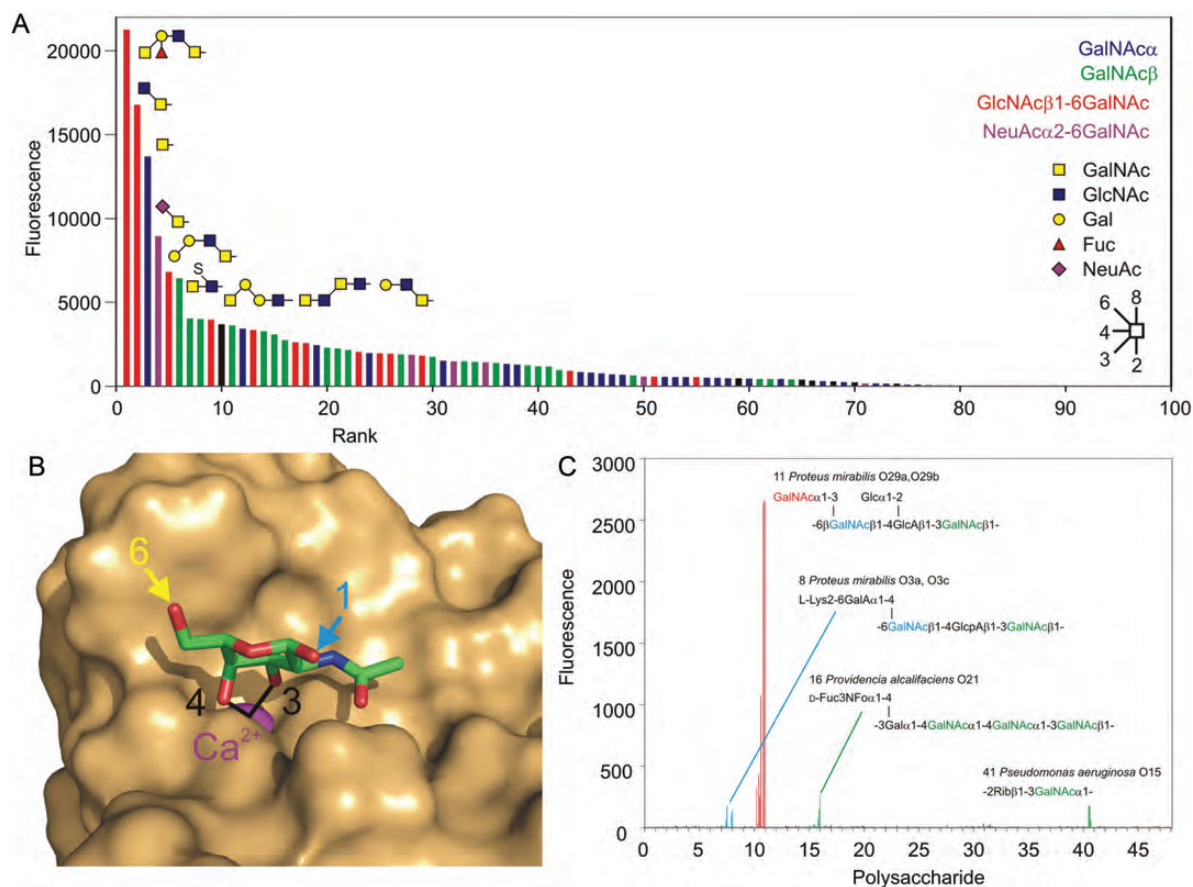 A
20000
15000
10000
5000
0
Fluorescence
S
GalNAcα
GalNAcβ
GlcNAcβ1-6GalNAc
NeuAcα2-6GalNAc
GalNAc
GlcNAc
Gal
Fuc
NeuAc
6 8
4
3 2
0 10 20 30 40 50 60 70 80 90 100
Rank
B
6
1
4 3
Ca2+
C
3000
2500
2000
1500
1000
500
0
Fluorescence
11 Proteus mirabilis O29a,O29b
GalNAcα1-3 Glcα1-2
-6βGalNAcβ1-4GlcAβ1-3GalNAcβ1-
8 Proteus mirabilis O3a, O3c
L-Lys2-6GalAα1-4
-6GalNAcβ1-4GlcpAβ1-3GalNAcβ1-
16 Providencia alcalifaciens O21
D-Fuc3NFoα1-4
-3Galα1-4GalNAcα1-4GalNAcα1-3GalNAcβ1-
41 Pseudomonas aeruginosa O15
-2Ribβ1-3GalNAcα1-
0 5 10 15 20 25 30 35 40 45
Polysaccharide